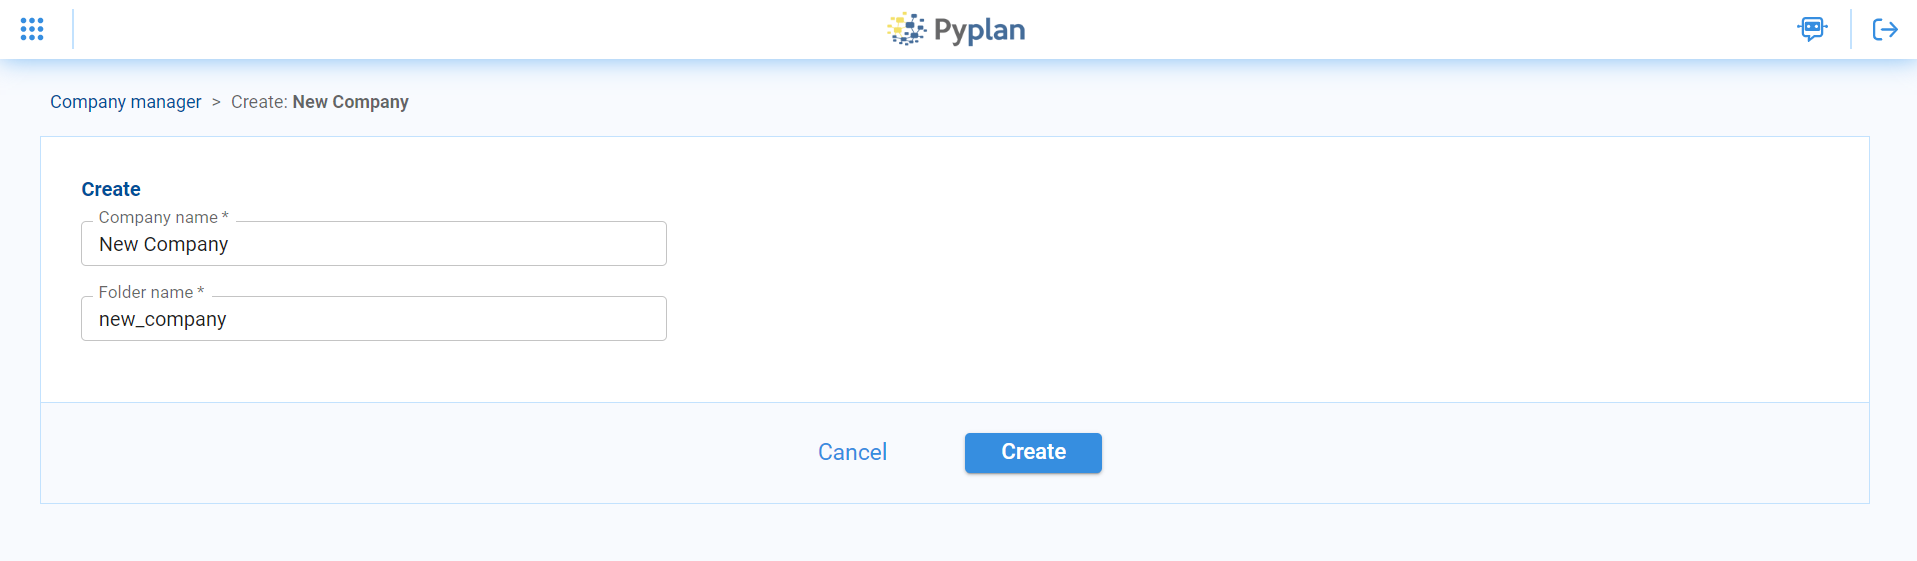 Pyplan
Company manager > Create: New Company
Create
Company name *
New Company
Folder name *
new_company
Cancel Create